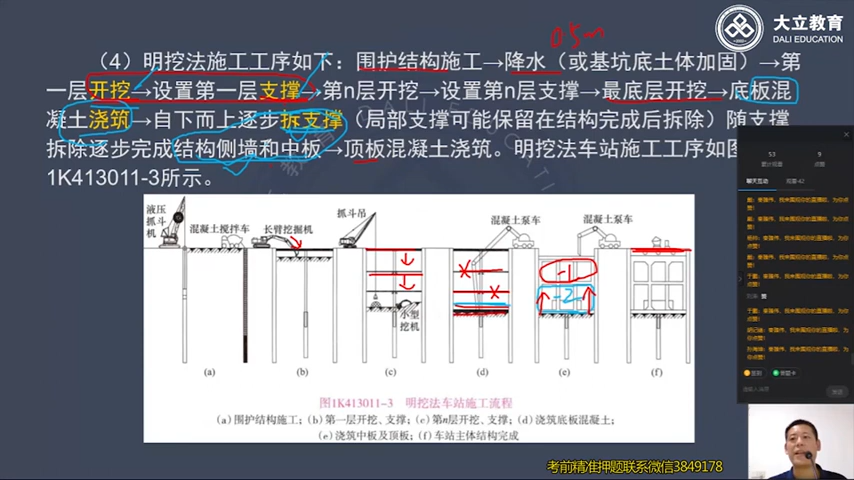 大立教育
DALI EDUCATION
0.5m
（4）明挖法施工工序如下：围护结构施工→降水（或基坑底土体加固）→第
一层开挖→设置第一层支撑→第n层开挖→设置第n层支撑→最底层开挖→底板混
凝土浇筑→自下而上逐步拆支撑（局部支撑可能保留在结构完成后拆除）随支撑
拆除逐步完成结构侧墙和中板→顶板混凝土浇筑。明挖法车站施工工序如图
1K413011-3所示。
液压抓斗机
混凝土搅拌车
长臂挖掘机
抓斗吊
混凝土泵车
混凝土泵车
小型挖机
-1
-2
(a) (b) (c) (d) (e) (f)
图1K413011-3 明挖法车站施工流程
(a)围护结构施工；(b)第一层开挖、支撑；(c)第n层开挖、支撑；(d)浇筑底板混凝土；
(e)浇筑中板及顶板；(f)车站主体结构完成
53 9
聊天互动
考前精准押题联系微信3849178